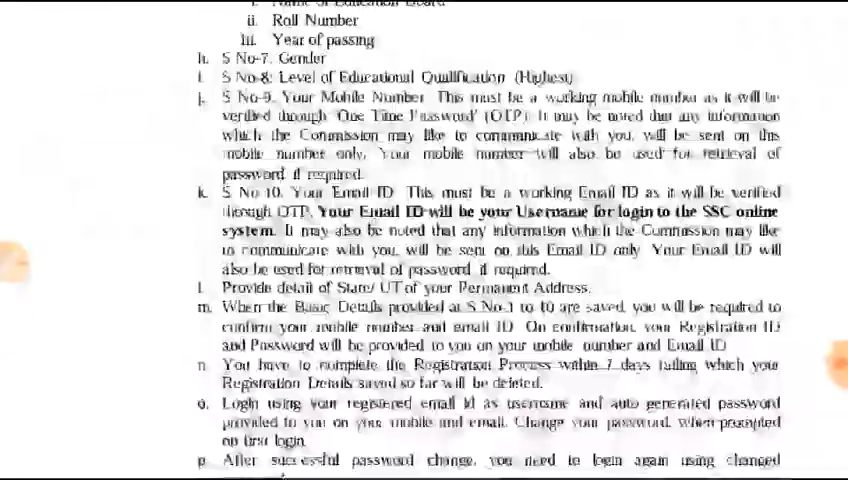 i. Name of Education Board
ii. Roll Number
iii. Year of passing
h. S No-7. Gender
i. S No-8: Level of Educational Qualification (Highest)
j. S No-9. Your Mobile Number. This must be a working mobile number as it will be
verified through 'One Time Password' (OTP). It may be noted that any information
which the Commission may like to communicate with you, will be sent on this
mobile number only. Your mobile number will also be used for retrieval of
password if required.
k. S No-10. Your Email ID. This must be a working Email ID as it will be verified
through OTP. Your Email ID will be your Username for login to the SSC online
system. It may also be noted that any information which the Commission may like
to communicate with you, will be sent on this Email ID only. Your Email ID will
also be used for retrieval of password if required.
l. Provide detail of State/ UT of your Permanent Address.
m. When the Basic Details provided at S No-1 to 10 are saved, you will be required to
confirm your mobile number and email ID. On confirmation, your Registration ID
and Password will be provided to you on your mobile number and Email ID
n. You have to complete the Registration Process within 7 days failing which your
Registration Details saved so far will be deleted.
o. Login using your registered email id as username and auto generated password
provided to you on your mobile and email. Change your password, when prompted
on first login.
p. After successful password change, you need to login again using changed